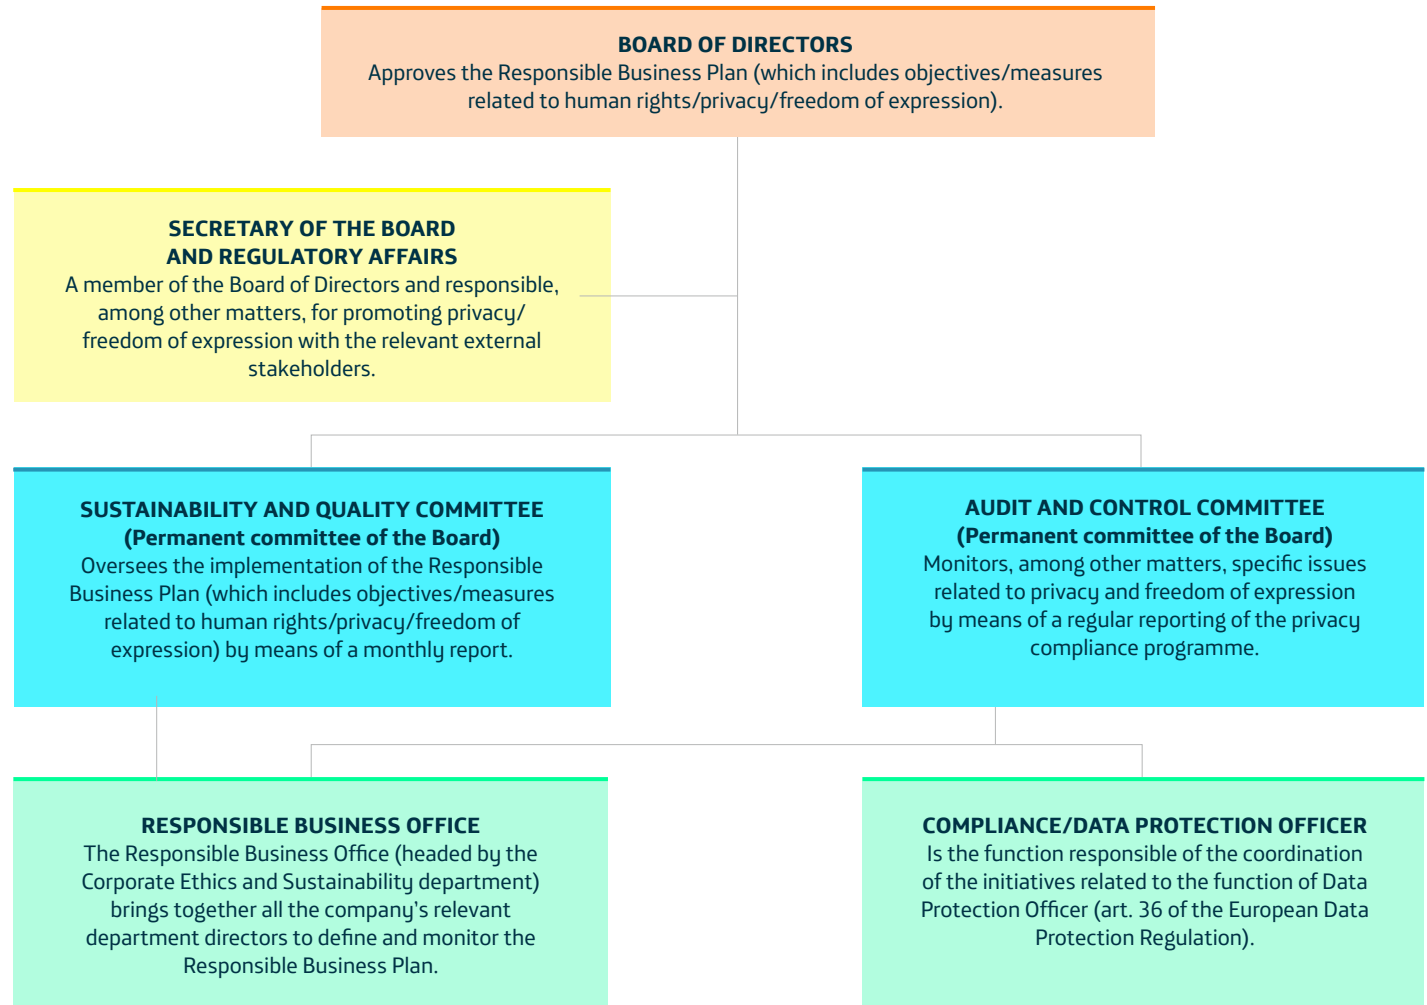 BOARD OF DIRECTORS
Approves the Responsible Business Plan (which includes objectives/measures
related to human rights/privacy/freedom of expression).
SECRETARY OF THE BOARD
AND REGULATORY AFFAIRS
A member of the Board of Directors and responsible,
among other matters, for promoting privacy/
freedom of expression with the relevant external
stakeholders.
SUSTAINABILITY AND QUALITY COMMITTEE
(Permanent committee of the Board)
Oversees the implementation of the Responsible
Business Plan (which includes objectives/measures
related to human rights/privacy/freedom of
expression) by means of a monthly report.
AUDIT AND CONTROL COMMITTEE
(Permanent committee of the Board)
Monitors, among other matters, specific issues
related to privacy and freedom of expression
by means of a regular reporting of the privacy
compliance programme.
RESPONSIBLE BUSINESS OFFICE
The Responsible Business Office (headed by the
Corporate Ethics and Sustainability department)
brings together all the company's relevant
department directors to define and monitor the
Responsible Business Plan.
COMPLIANCE/DATA PROTECTION OFFICER
Is the function responsible of the coordination
of the initiatives related to the function of Data
Protection Officer (art. 36 of the European Data
Protection Regulation).